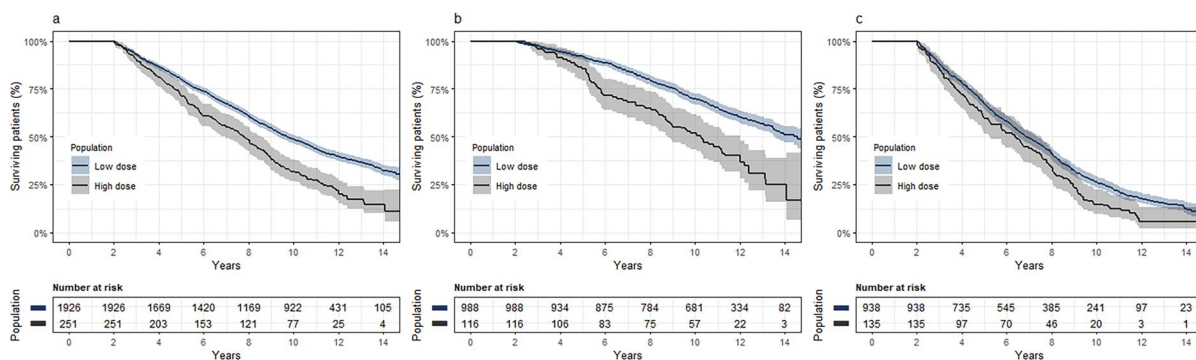 a
Surviving patients (%)
100%
75%
50%
25%
0%
Population
Low dose
High dose
0 2 4 6 8 10 12 14
Years
Number at risk
Population
1926 1926 1669 1420 1169 922 431 105
251 251 203 153 121 77 25 4
0 2 4 6 8 10 12 14
Years
b
Surviving patients (%)
100%
75%
50%
25%
0%
Population
Low dose
High dose
0 2 4 6 8 10 12 14
Years
Number at risk
Population
988 988 934 875 784 681 334 82
116 116 106 83 75 57 22 3
0 2 4 6 8 10 12 14
Years
c
Surviving patients (%)
100%
75%
50%
25%
0%
Population
Low dose
High dose
0 2 4 6 8 10 12 14
Years
Number at risk
Population
938 938 735 545 385 241 97 23
135 135 97 70 46 20 3 1
0 2 4 6 8 10 12 14
Years